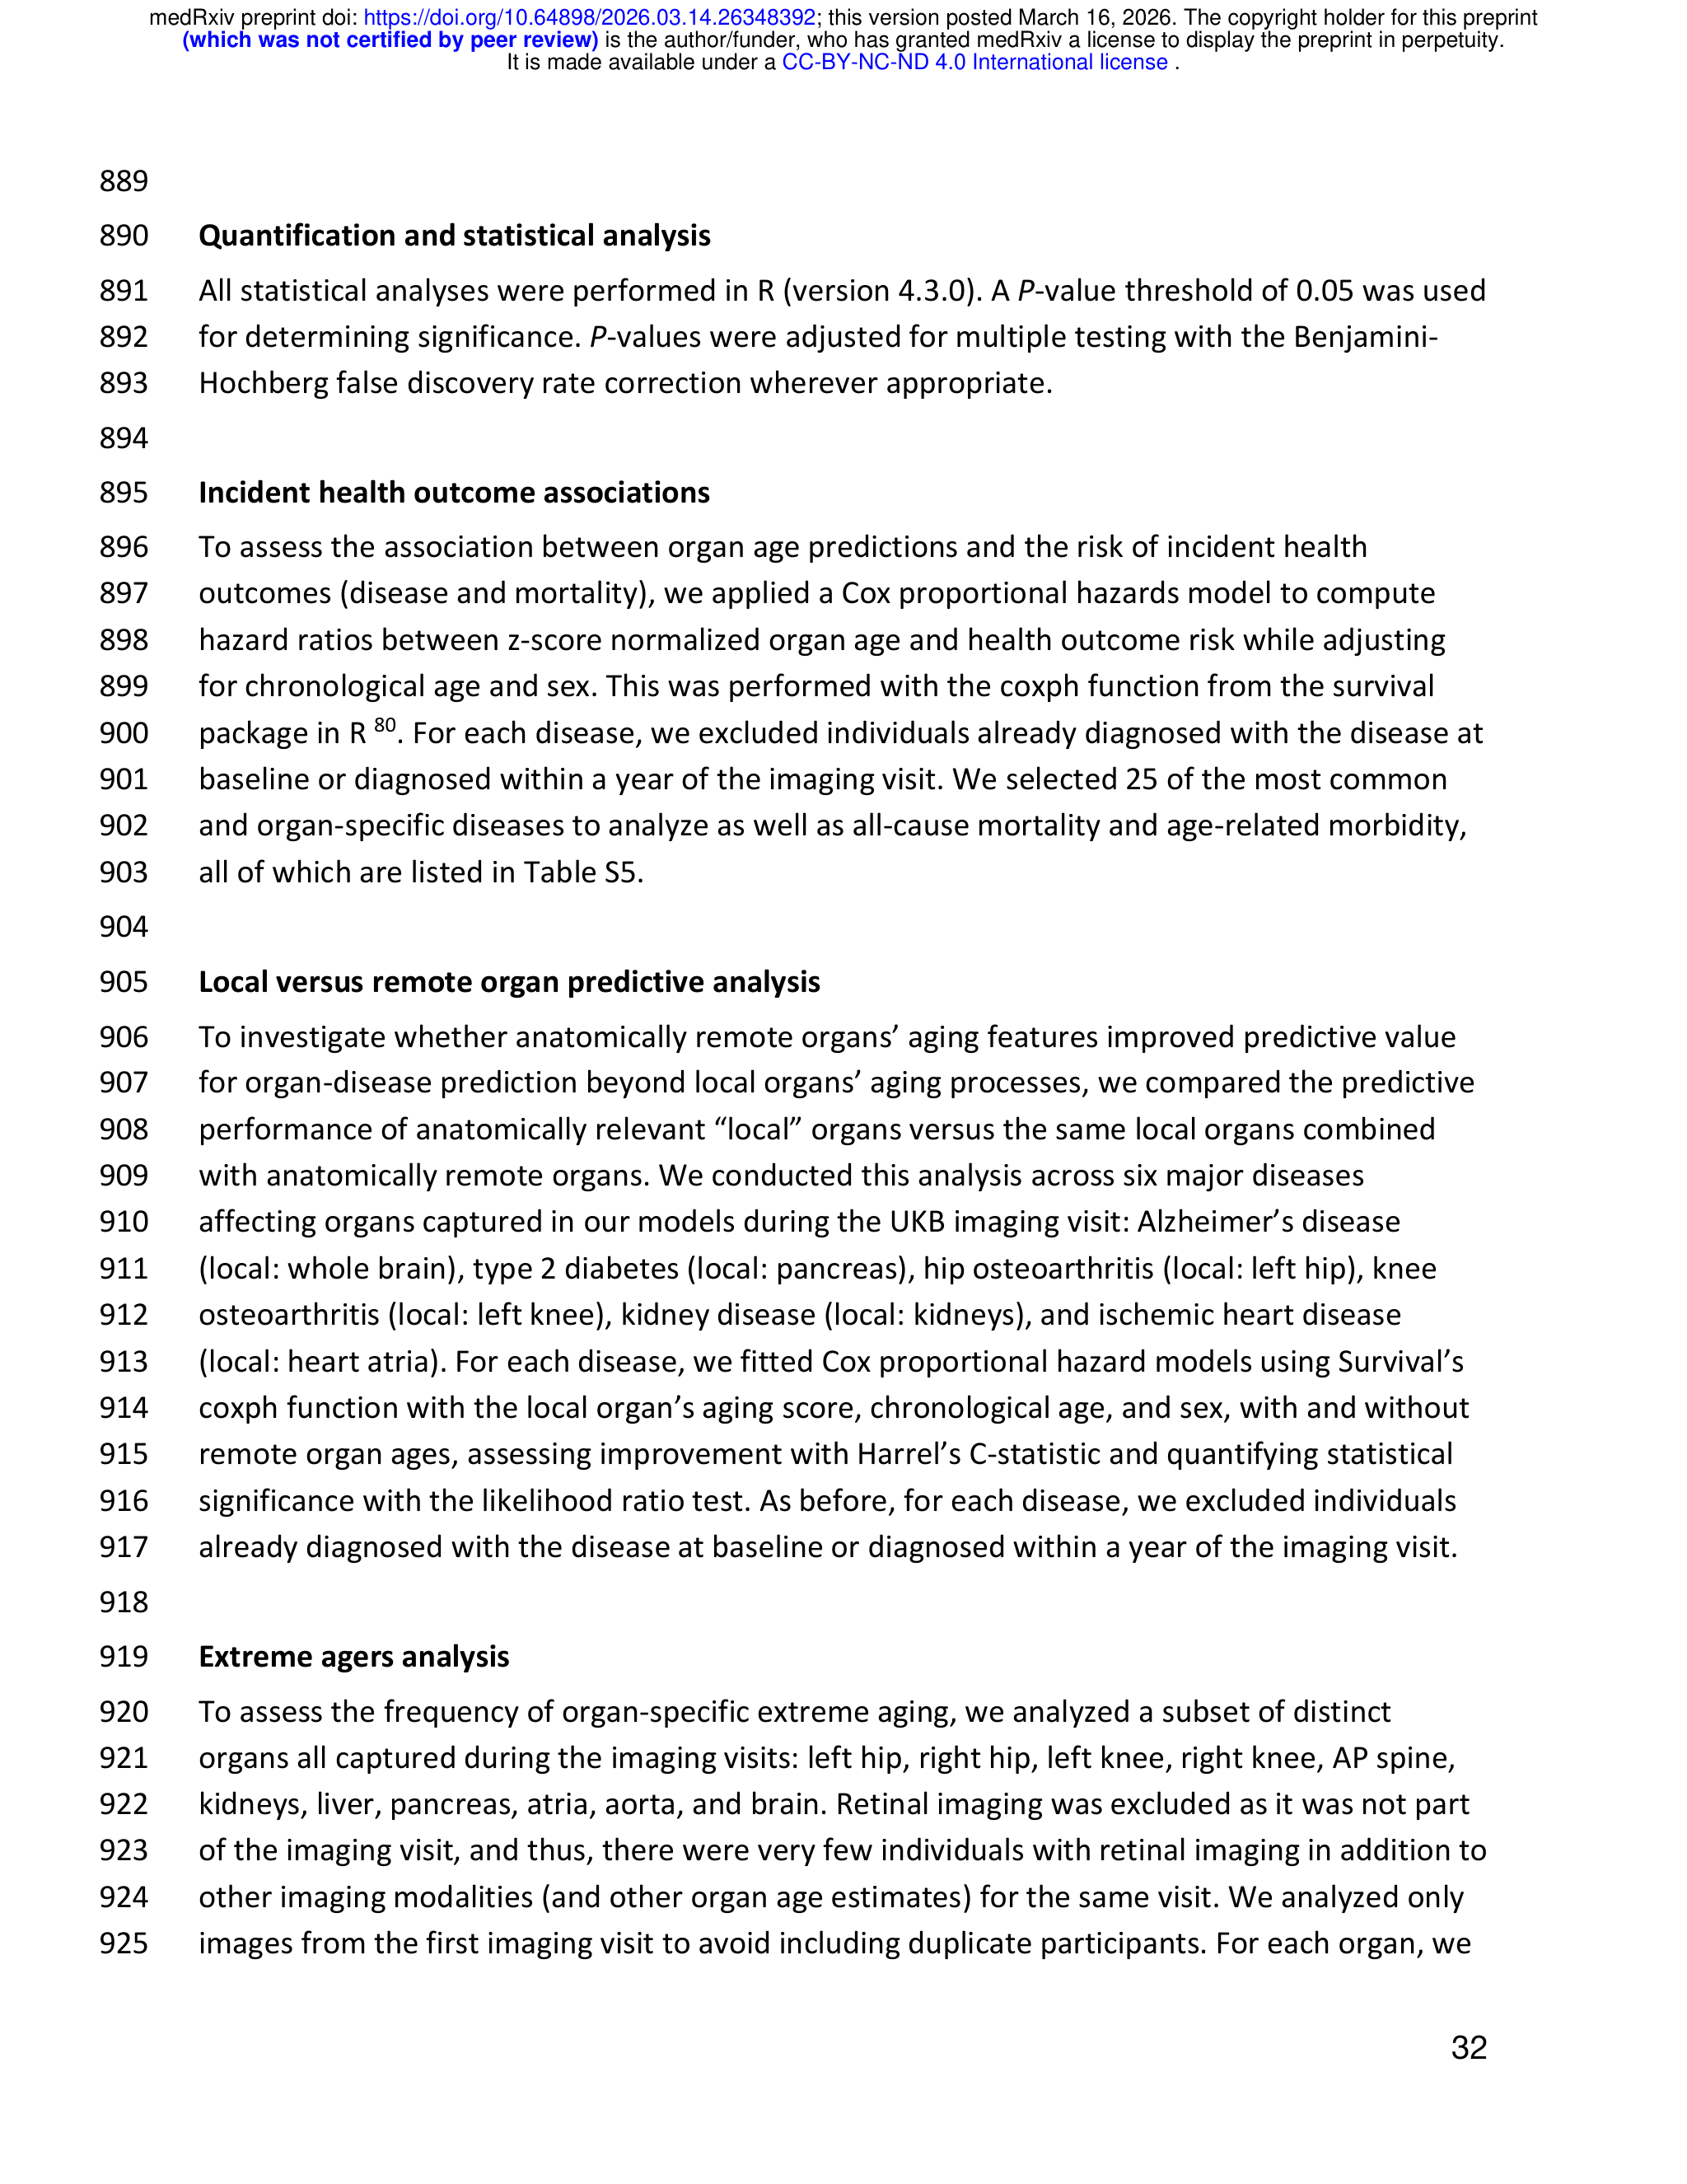 medRxiv preprint doi: https://doi.org/10.64898/2026.03.14.26348392; this version posted March 16, 2026. The copyright holder for this preprint
(which was not certified by peer review) is the author/funder, who has granted medRxiv a license to display the preprint in perpetuity.
It is made available under a CC-BY-NC-ND 4.0 International license .
889
890 Quantification and statistical analysis
891 All statistical analyses were performed in R (version 4.3.0). A P-value threshold of 0.05 was used
892 for determining significance. P-values were adjusted for multiple testing with the Benjamini-
893 Hochberg false discovery rate correction wherever appropriate.
894
895 Incident health outcome associations
896 To assess the association between organ age predictions and the risk of incident health
897 outcomes (disease and mortality), we applied a Cox proportional hazards model to compute
898 hazard ratios between z-score normalized organ age and health outcome risk while adjusting
899 for chronological age and sex. This was performed with the coxph function from the survival
900 package in R 80. For each disease, we excluded individuals already diagnosed with the disease at
901 baseline or diagnosed within a year of the imaging visit. We selected 25 of the most common
902 and organ-specific diseases to analyze as well as all-cause mortality and age-related morbidity,
903 all of which are listed in Table S5.
904
905 Local versus remote organ predictive analysis
906 To investigate whether anatomically remote organs’ aging features improved predictive value
907 for organ-disease prediction beyond local organs’ aging processes, we compared the predictive
908 performance of anatomically relevant “local” organs versus the same local organs combined
909 with anatomically remote organs. We conducted this analysis across six major diseases
910 affecting organs captured in our models during the UKB imaging visit: Alzheimer’s disease
911 (local: whole brain), type 2 diabetes (local: pancreas), hip osteoarthritis (local: left hip), knee
912 osteoarthritis (local: left knee), kidney disease (local: kidneys), and ischemic heart disease
913 (local: heart atria). For each disease, we fitted Cox proportional hazard models using Survival’s
914 coxph function with the local organ’s aging score, chronological age, and sex, with and without
915 remote organ ages, assessing improvement with Harrel’s C-statistic and quantifying statistical
916 significance with the likelihood ratio test. As before, for each disease, we excluded individuals
917 already diagnosed with the disease at baseline or diagnosed within a year of the imaging visit.
918
919 Extreme agers analysis
920 To assess the frequency of organ-specific extreme aging, we analyzed a subset of distinct
921 organs all captured during the imaging visits: left hip, right hip, left knee, right knee, AP spine,
922 kidneys, liver, pancreas, atria, aorta, and brain. Retinal imaging was excluded as it was not part
923 of the imaging visit, and thus, there were very few individuals with retinal imaging in addition to
924 other imaging modalities (and other organ age estimates) for the same visit. We analyzed only
925 images from the first imaging visit to avoid including duplicate participants. For each organ, we
32